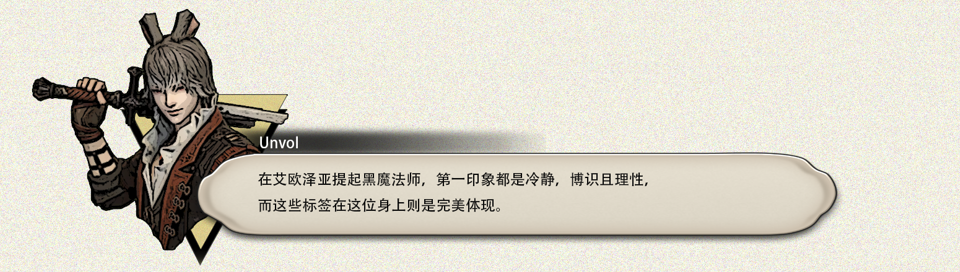 Unvol
在艾欧泽亚提起黑魔法师，第一印象都是冷静，博识且理性，
而这些标签在这位身上则是完美体现。